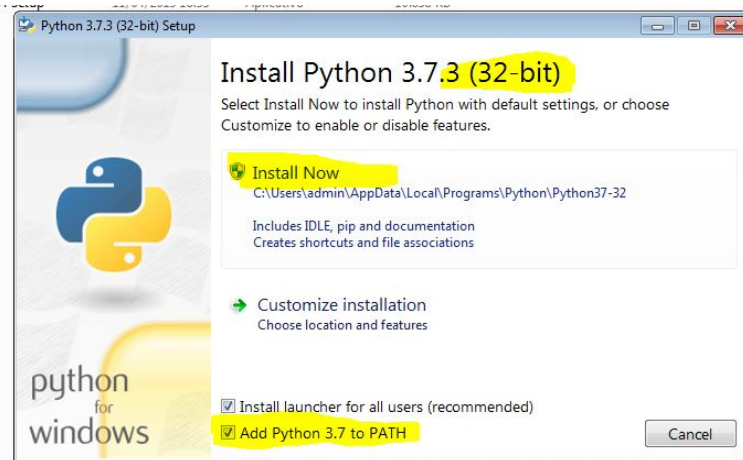 Python 3.7.3 (32-bit) Setup
Install Python 3.7.3 (32-bit)
Select Install Now to install Python with default settings, or choose
Customize to enable or disable features.
Install Now
C:\Users\admin\AppData\Local\Programs\Python\Python37-32
Includes IDLE, pip and documentation
Creates shortcuts and file associations
Customize installation
Choose location and features
python
for
windows
Install launcher for all users (recommended)
Add Python 3.7 to PATH
Cancel